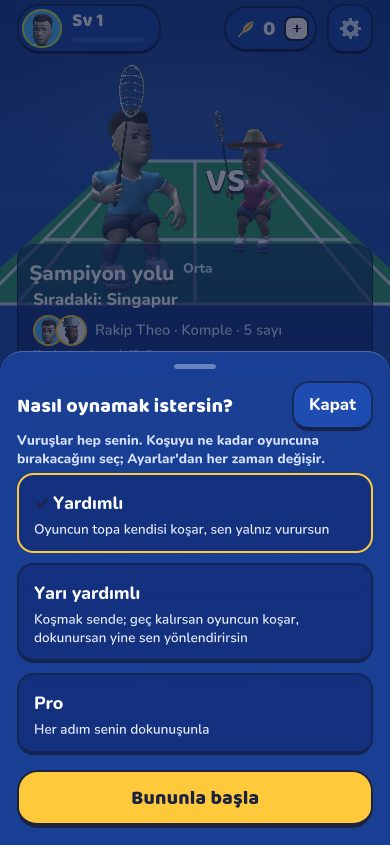 Sv 1
0
+
VS
Şampiyon yolu Orta
Sıradaki: Singapur
Rakip Theo · Komple · 5 sayı
Nasıl oynamak istersin?
Kapat
Vuruşlar hep senin. Koşuyu ne kadar oyuncuna
bırakacağını seç; Ayarlar'dan her zaman değişir.
Yardımlı
Oyuncun topa kendisi koşar, sen yalnız vurursun
Yarı yardımlı
Koşmak sende; geç kalırsan oyuncun koşar,
dokunursan yine sen yönlendirirsin
Pro
Her adım senin dokunuşunla
Bununla başla